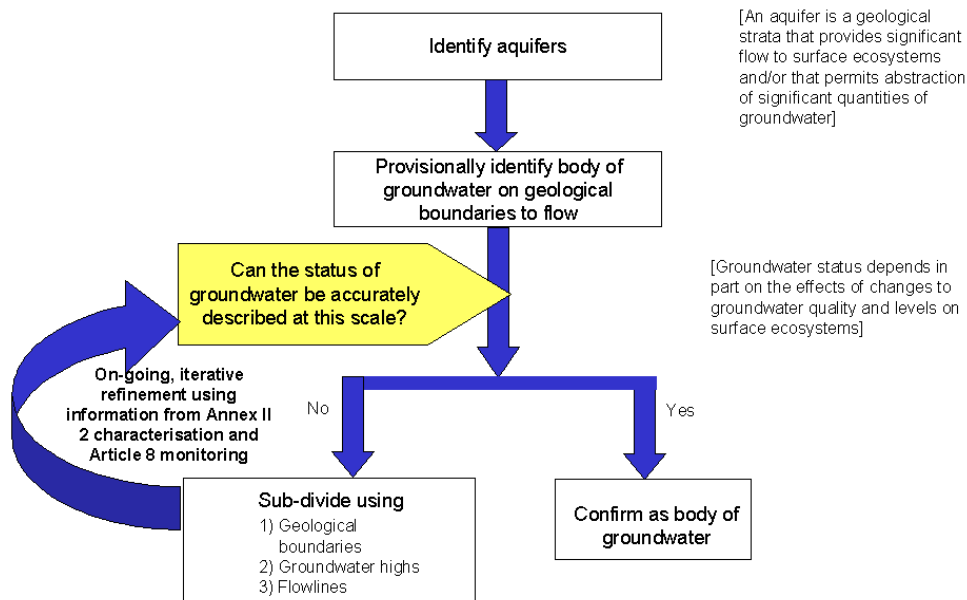 Identify aquifers
[An aquifer is a geological
strata that provides significant
flow to surface ecosystems
and/or that permits abstraction
of significant quantities of
groundwater]
Provisionally identify body of
groundwater on geological
boundaries to flow
Can the status of
groundwater be accurately
described at this scale?
[Groundwater status depends in
part on the effects of changes to
groundwater quality and levels on
surface ecosystems]
On-going, iterative
refinement using
information from Annex II
2 characterisation and
Article 8 monitoring
No
Yes
Sub-divide using
1) Geological
boundaries
2) Groundwater highs
3) Flowlines
Confirm as body of
groundwater